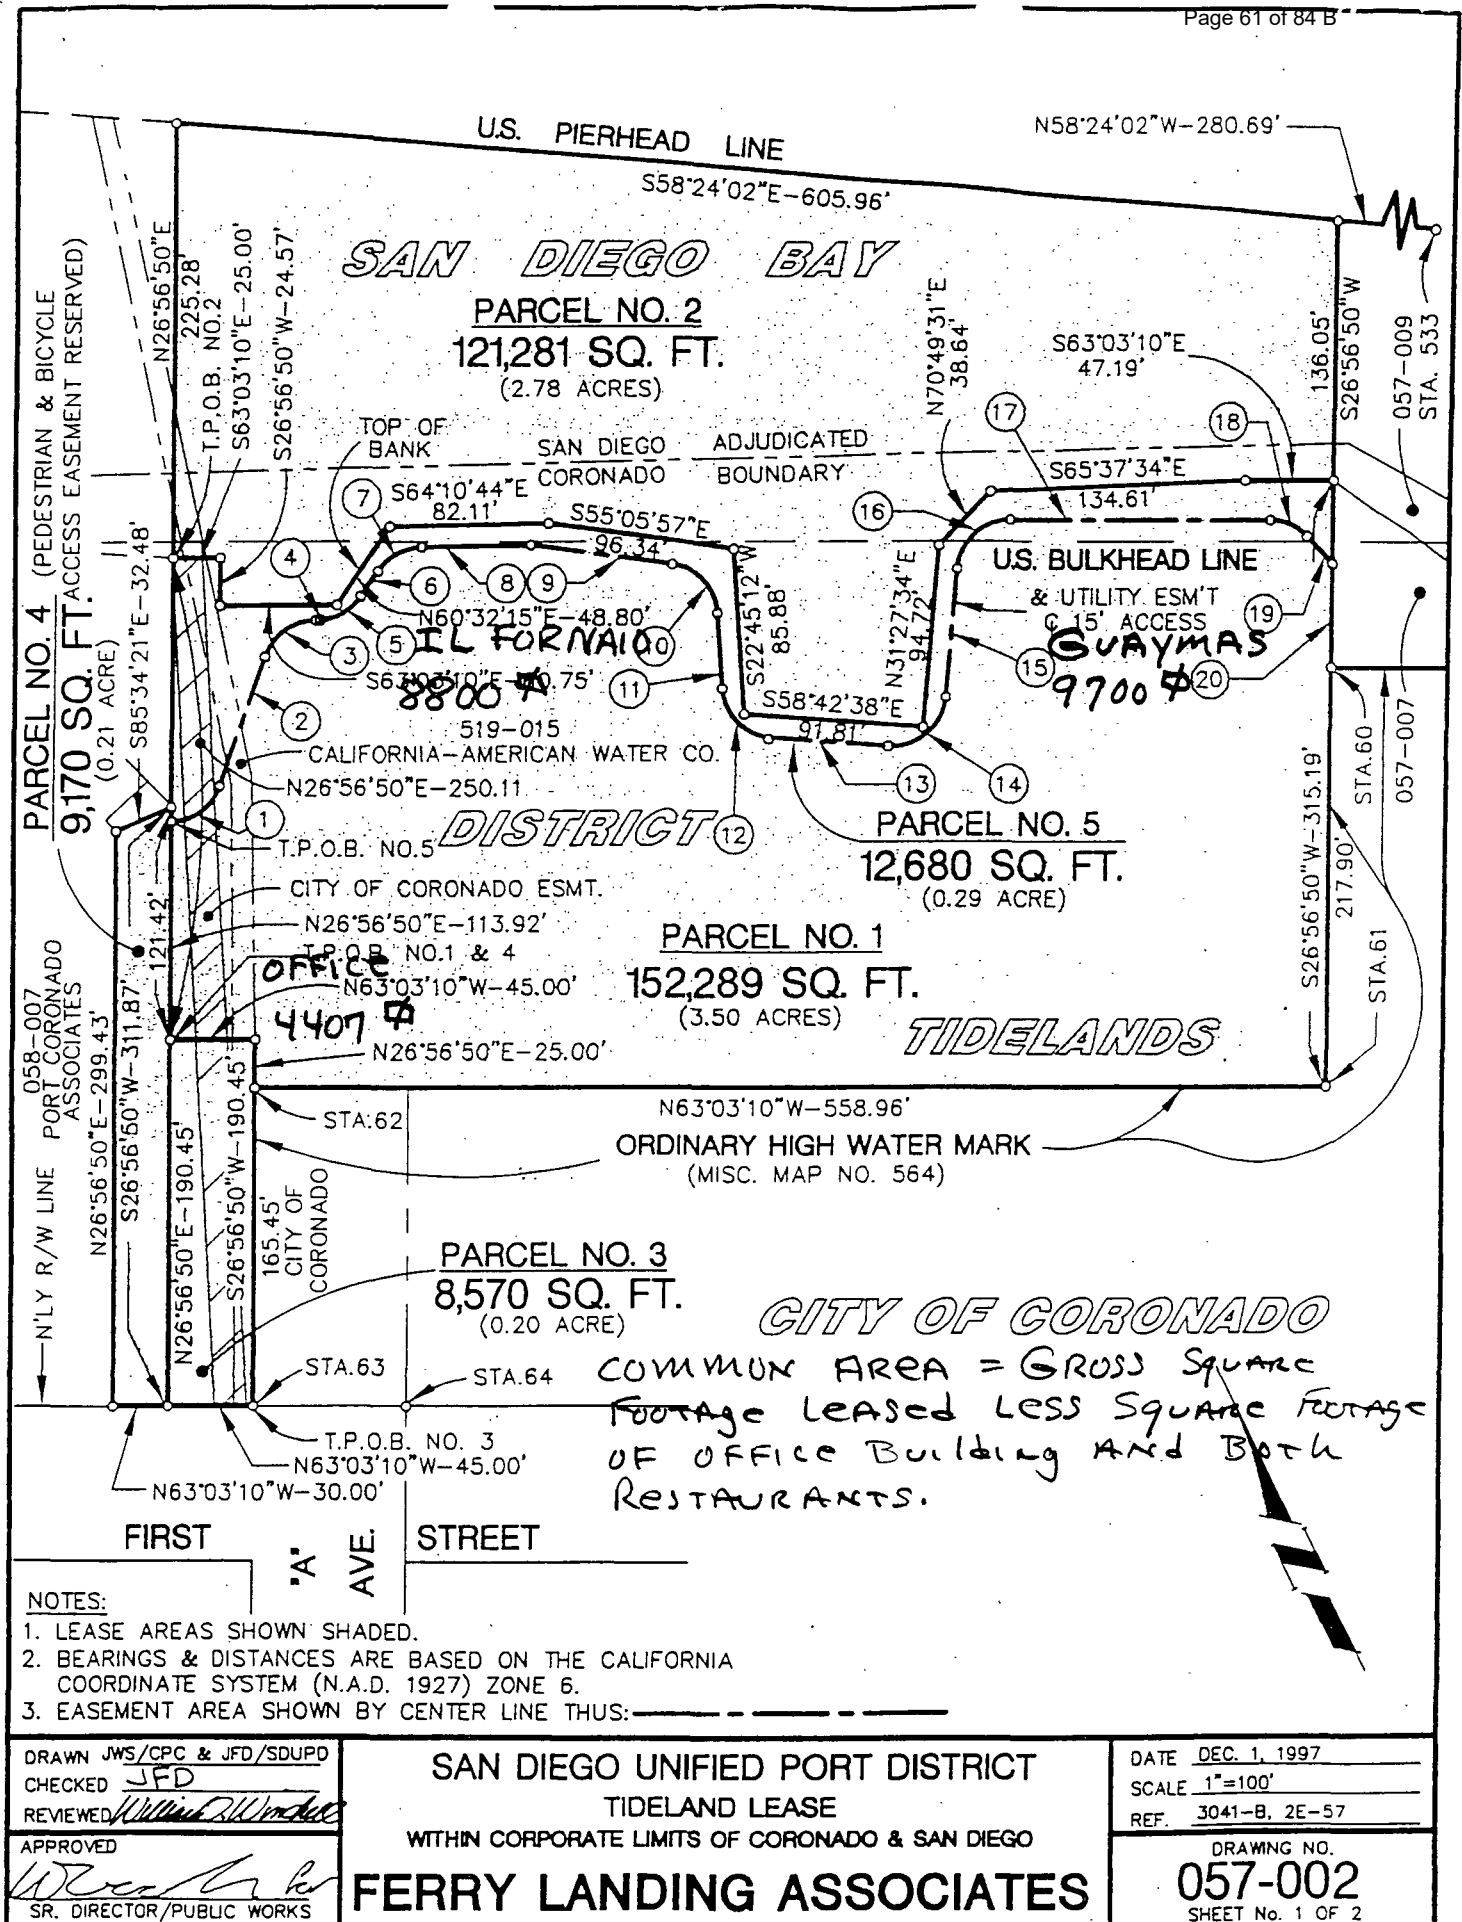 Page 61 of 84 B
U.S. PIERHEAD LINE
S58°24'02"E-605.96'
N58°24'02"W-280.69'
SAN DIEGO BAY
PARCEL NO. 2
121,281 SQ. FT.
(2.78 ACRES)
N26°56'50"E
225.28'
T.P.O.B. NO.2
S63°03'10"E-25.00'
S26°56'50"W-24.57'
(PEDESTRIAN & BICYCLE
ACCESS EASEMENT RESERVED)
PARCEL NO. 4
9,170 SQ. FT.
(0.21 ACRE)
S85°34'21"E-32.48'
TOP OF
BANK
SAN DIEGO ADJUDICATED
CORONADO BOUNDARY
N70°49'31"E
38.64'
S63°03'10"E
47.19'
136.05'
S26°56'50"W
057-009
STA. 533
17
18
7
S64°10'44"E
82.11'
S55°05'57"E
96.34'
S65°37'34"E
134.61'
16
4
6
8
9
N60°32'15"E-48.80'
U.S. BULKHEAD LINE
& UTILITY ESM'T
℄ 15' ACCESS
19
3
5
IL FORNAIO
10
8800 ⌗
519-015
S22°45'12"W
85.88'
N31°27'34"E
94.72'
15
GUAYMAS
9700 ⌗
20
11
2
S58°42'38"E
91.81'
CALIFORNIA-AMERICAN WATER CO.
N26°56'50"E-250.11
13
14
1
DISTRICT
12
T.P.O.B. NO.5
PARCEL NO. 5
12,680 SQ. FT.
(0.29 ACRE)
STA.60
057-007
S26°56'50"W-315.19'
217.90'
STA.61
CITY OF CORONADO ESMT.
N26°56'50"E-113.92'
T.P.O.B. NO.1 & 4
OFFICE
N63°03'10"W-45.00'
4407 ⌗
N26°56'50"E-25.00'
121.42'
PARCEL NO. 1
152,289 SQ. FT.
(3.50 ACRES)
TIDELANDS
058-007
PORT CORONADO
ASSOCIATES
N'LY R/W LINE
N26°56'50"E-299.43'
S26°56'50"W-311.87'
N26°56'50"E-190.45'
S26°56'50"W-190.45'
165.45'
CITY OF
CORONADO
STA.62
N63°03'10"W-558.96'
ORDINARY HIGH WATER MARK
(MISC. MAP NO. 564)
PARCEL NO. 3
8,570 SQ. FT.
(0.20 ACRE)
CITY OF CORONADO
STA.63
STA.64
COMMON AREA = GROSS SQUARE
FOOTAGE LEASED LESS SQUARE FOOTAGE
OF OFFICE Building AND BOTH
RESTAURANTS.
T.P.O.B. NO. 3
N63°03'10"W-45.00'
N63°03'10"W-30.00'
FIRST "A" AVE. STREET
NOTES:
1. LEASE AREAS SHOWN SHADED.
2. BEARINGS & DISTANCES ARE BASED ON THE CALIFORNIA
COORDINATE SYSTEM (N.A.D. 1927) ZONE 6.
3. EASEMENT AREA SHOWN BY CENTER LINE THUS:
DRAWN JWS/CPC & JFD/SDUPD
CHECKED JFD
REVIEWED
APPROVED
SR. DIRECTOR/PUBLIC WORKS
SAN DIEGO UNIFIED PORT DISTRICT
TIDELAND LEASE
WITHIN CORPORATE LIMITS OF CORONADO & SAN DIEGO
FERRY LANDING ASSOCIATES
DATE DEC. 1, 1997
SCALE 1"=100'
REF. 3041-B, 2E-57
DRAWING NO.
057-002
SHEET No. 1 OF 2